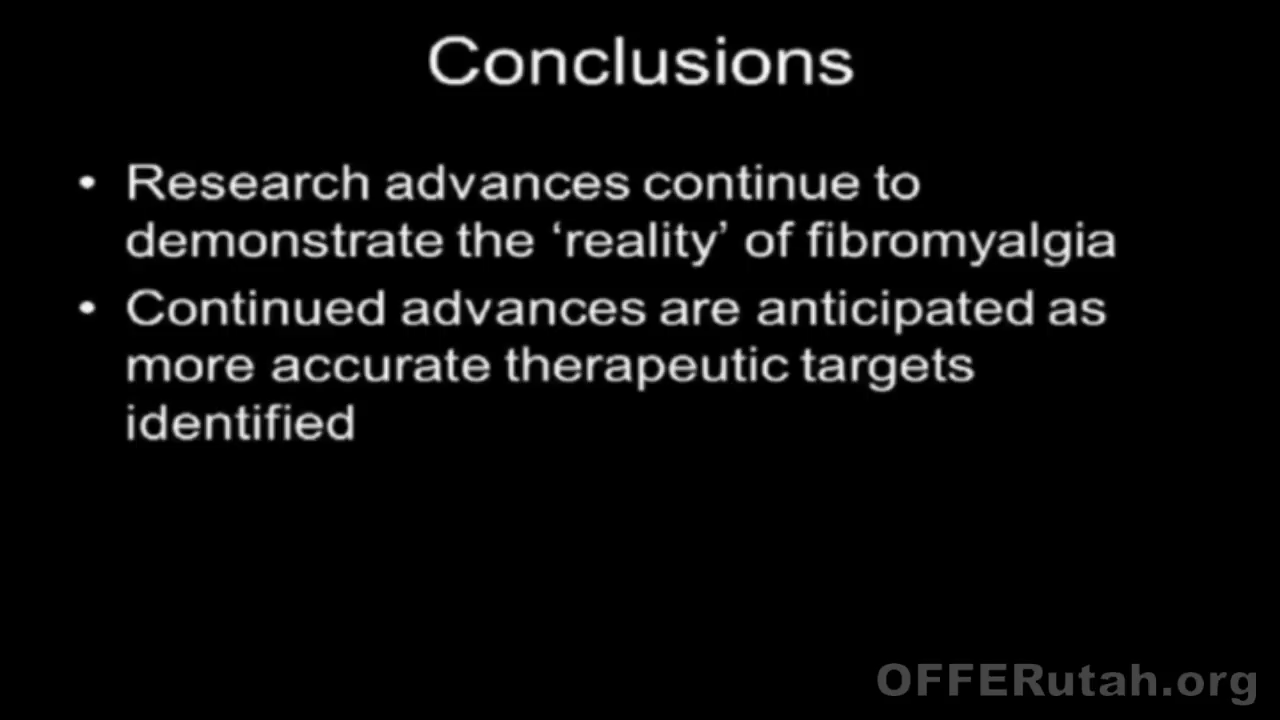 Conclusions
• Research advances continue to
demonstrate the ‘reality’ of fibromyalgia
• Continued advances are anticipated as
more accurate therapeutic targets
identified
OFFERutah.org